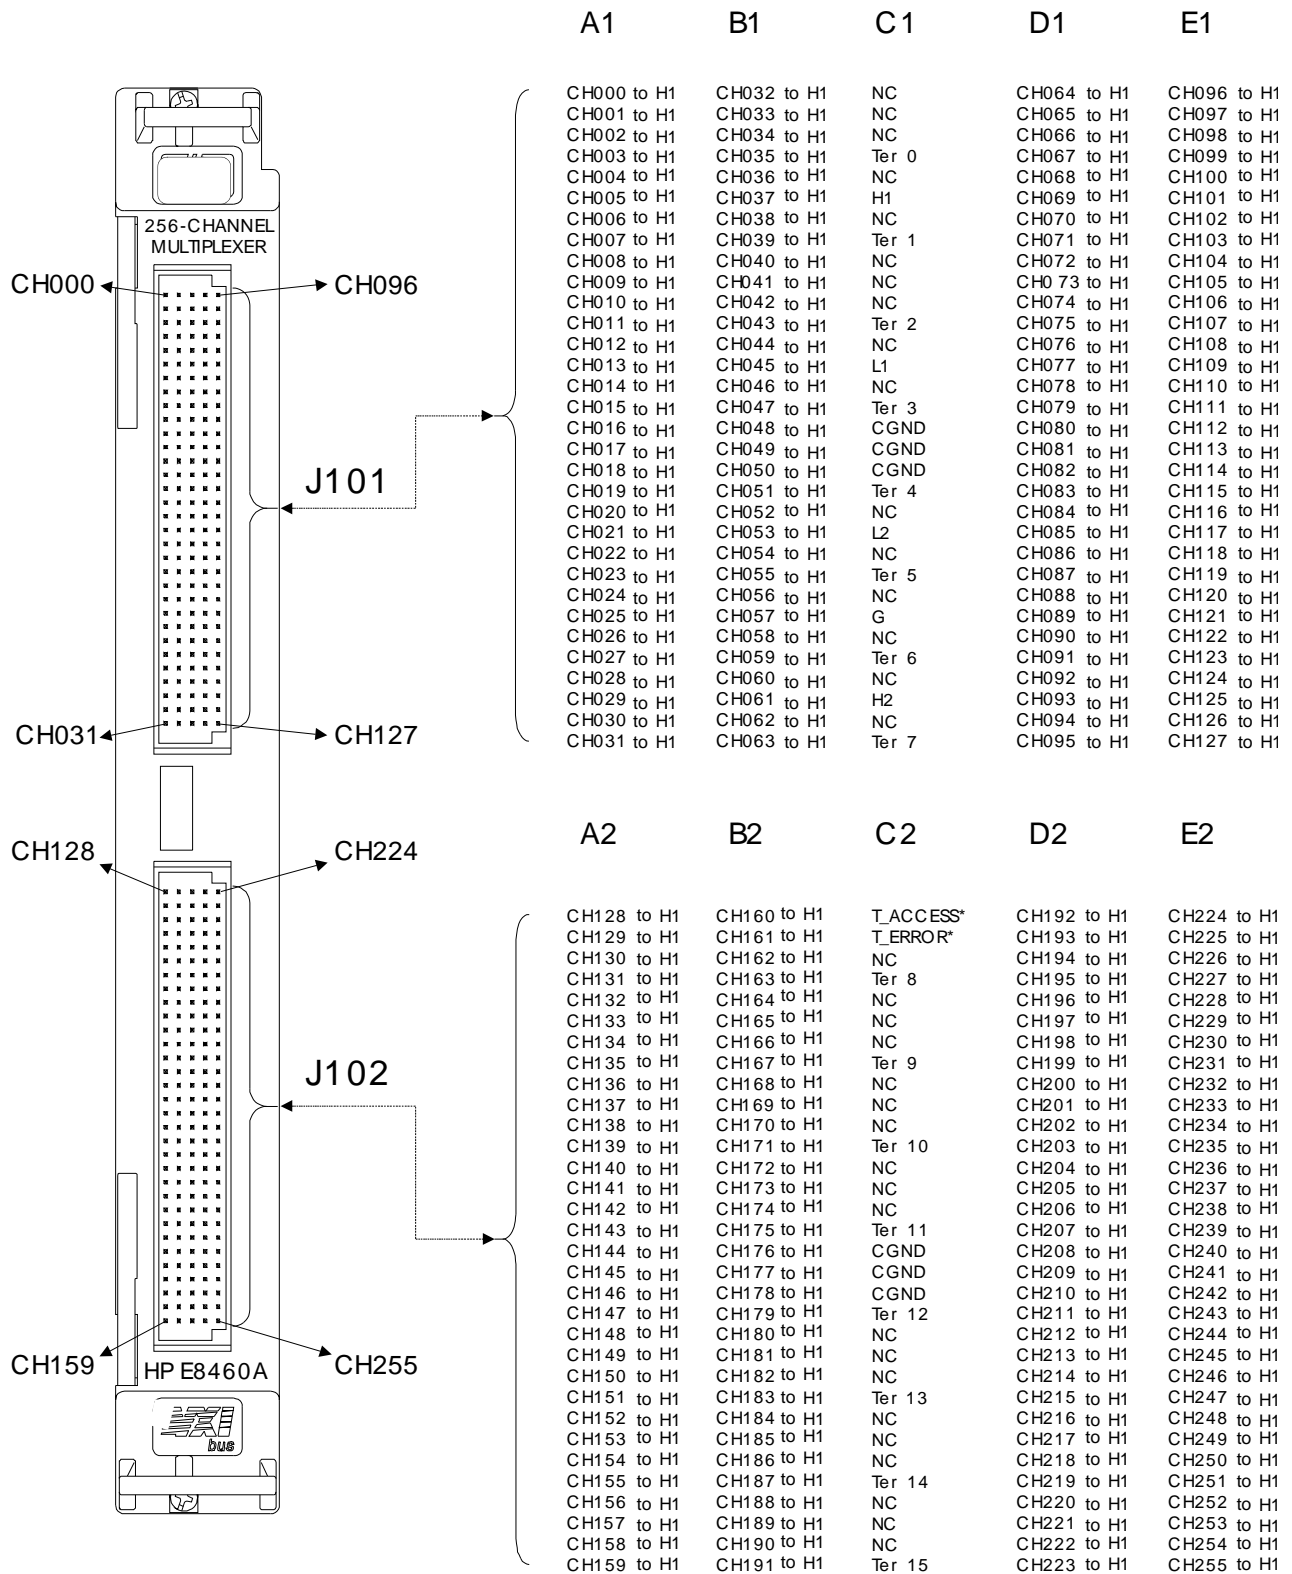 A1 B1 C1 D1 E1
CH000 to H1 CH032 to H1 NC CH064 to H1 CH096 to H1
CH001 to H1 CH033 to H1 NC CH065 to H1 CH097 to H1
CH002 to H1 CH034 to H1 NC CH066 to H1 CH098 to H1
CH003 to H1 CH035 to H1 Ter 0 CH067 to H1 CH099 to H1
CH004 to H1 CH036 to H1 NC CH068 to H1 CH100 to H1
CH005 to H1 CH037 to H1 H1 CH069 to H1 CH101 to H1
CH006 to H1 CH038 to H1 NC CH070 to H1 CH102 to H1
CH007 to H1 CH039 to H1 Ter 1 CH071 to H1 CH103 to H1
CH008 to H1 CH040 to H1 NC CH072 to H1 CH104 to H1
CH009 to H1 CH041 to H1 NC CH0 73 to H1 CH105 to H1
CH010 to H1 CH042 to H1 NC CH074 to H1 CH106 to H1
CH011 to H1 CH043 to H1 Ter 2 CH075 to H1 CH107 to H1
CH012 to H1 CH044 to H1 NC CH076 to H1 CH108 to H1
CH013 to H1 CH045 to H1 L1 CH077 to H1 CH109 to H1
CH014 to H1 CH046 to H1 NC CH078 to H1 CH110 to H1
CH015 to H1 CH047 to H1 Ter 3 CH079 to H1 CH111 to H1
CH016 to H1 CH048 to H1 CGND CH080 to H1 CH112 to H1
CH017 to H1 CH049 to H1 CGND CH081 to H1 CH113 to H1
CH018 to H1 CH050 to H1 CGND CH082 to H1 CH114 to H1
CH019 to H1 CH051 to H1 Ter 4 CH083 to H1 CH115 to H1
CH020 to H1 CH052 to H1 NC CH084 to H1 CH116 to H1
CH021 to H1 CH053 to H1 L2 CH085 to H1 CH117 to H1
CH022 to H1 CH054 to H1 NC CH086 to H1 CH118 to H1
CH023 to H1 CH055 to H1 Ter 5 CH087 to H1 CH119 to H1
CH024 to H1 CH056 to H1 NC CH088 to H1 CH120 to H1
CH025 to H1 CH057 to H1 G CH089 to H1 CH121 to H1
CH026 to H1 CH058 to H1 NC CH090 to H1 CH122 to H1
CH027 to H1 CH059 to H1 Ter 6 CH091 to H1 CH123 to H1
CH028 to H1 CH060 to H1 NC CH092 to H1 CH124 to H1
CH029 to H1 CH061 to H1 H2 CH093 to H1 CH125 to H1
CH030 to H1 CH062 to H1 NC CH094 to H1 CH126 to H1
CH031 to H1 CH063 to H1 Ter 7 CH095 to H1 CH127 to H1
256-CHANNEL
MULTIPLEXER
CH000 CH096
J101
CH031 CH127
CH128 CH224
J102
CH159 CH255
HP E8460A
VXI
bus
A2 B2 C2 D2 E2
CH128 to H1 CH160 to H1 T_ACCESS* CH192 to H1 CH224 to H1
CH129 to H1 CH161 to H1 T_ERROR* CH193 to H1 CH225 to H1
CH130 to H1 CH162 to H1 NC CH194 to H1 CH226 to H1
CH131 to H1 CH163 to H1 Ter 8 CH195 to H1 CH227 to H1
CH132 to H1 CH164 to H1 NC CH196 to H1 CH228 to H1
CH133 to H1 CH165 to H1 NC CH197 to H1 CH229 to H1
CH134 to H1 CH166 to H1 NC CH198 to H1 CH230 to H1
CH135 to H1 CH167 to H1 Ter 9 CH199 to H1 CH231 to H1
CH136 to H1 CH168 to H1 NC CH200 to H1 CH232 to H1
CH137 to H1 CH169 to H1 NC CH201 to H1 CH233 to H1
CH138 to H1 CH170 to H1 NC CH202 to H1 CH234 to H1
CH139 to H1 CH171 to H1 Ter 10 CH203 to H1 CH235 to H1
CH140 to H1 CH172 to H1 NC CH204 to H1 CH236 to H1
CH141 to H1 CH173 to H1 NC CH205 to H1 CH237 to H1
CH142 to H1 CH174 to H1 NC CH206 to H1 CH238 to H1
CH143 to H1 CH175 to H1 Ter 11 CH207 to H1 CH239 to H1
CH144 to H1 CH176 to H1 CGND CH208 to H1 CH240 to H1
CH145 to H1 CH177 to H1 CGND CH209 to H1 CH241 to H1
CH146 to H1 CH178 to H1 CGND CH210 to H1 CH242 to H1
CH147 to H1 CH179 to H1 Ter 12 CH211 to H1 CH243 to H1
CH148 to H1 CH180 to H1 NC CH212 to H1 CH244 to H1
CH149 to H1 CH181 to H1 NC CH213 to H1 CH245 to H1
CH150 to H1 CH182 to H1 NC CH214 to H1 CH246 to H1
CH151 to H1 CH183 to H1 Ter 13 CH215 to H1 CH247 to H1
CH152 to H1 CH184 to H1 NC CH216 to H1 CH248 to H1
CH153 to H1 CH185 to H1 NC CH217 to H1 CH249 to H1
CH154 to H1 CH186 to H1 NC CH218 to H1 CH250 to H1
CH155 to H1 CH187 to H1 Ter 14 CH219 to H1 CH251 to H1
CH156 to H1 CH188 to H1 NC CH220 to H1 CH252 to H1
CH157 to H1 CH189 to H1 NC CH221 to H1 CH253 to H1
CH158 to H1 CH190 to H1 NC CH222 to H1 CH254 to H1
CH159 to H1 CH191 to H1 Ter 15 CH223 to H1 CH255 to H1